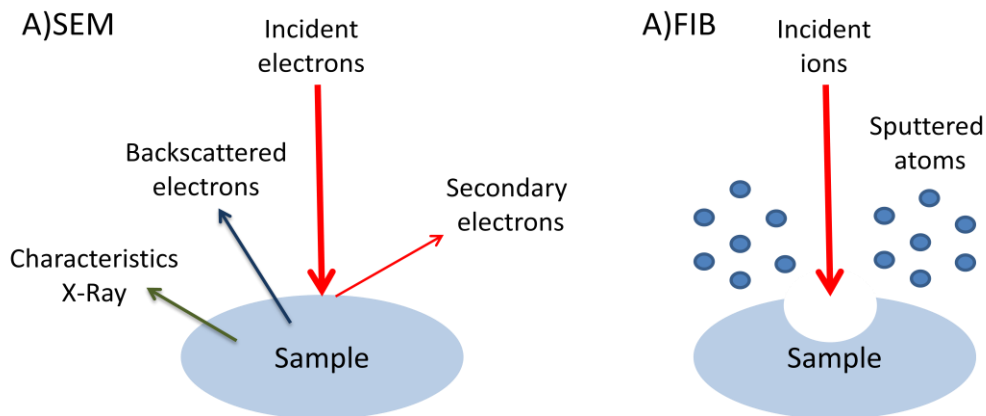 A)SEM
Incident
electrons
Backscattered
electrons
Secondary
electrons
Characteristics
X-Ray
Sample
A)FIB
Incident
ions
Sputtered
atoms
Sample